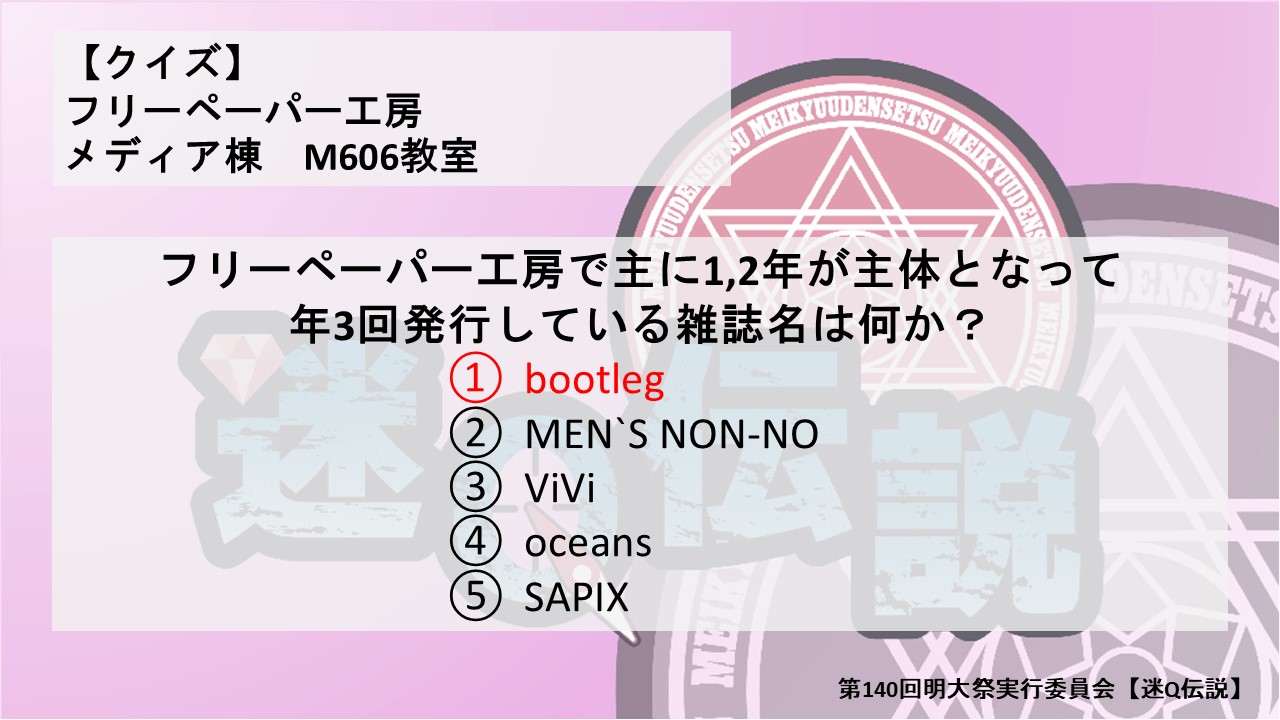 【クイズ】
フリーペーパー工房
メディア棟　M606教室
MEIKYUUDENSETSU MEIKYUUDENSETSU MEIKYUUDENSETSU
フリーペーパー工房で主に1,2年が主体となって
年3回発行している雑誌名は何か？
① bootleg
② MEN`S NON-NO
③ ViVi
④ oceans
⑤ SAPIX
迷Q伝説
第140回明大祭実行委員会【迷Q伝説】